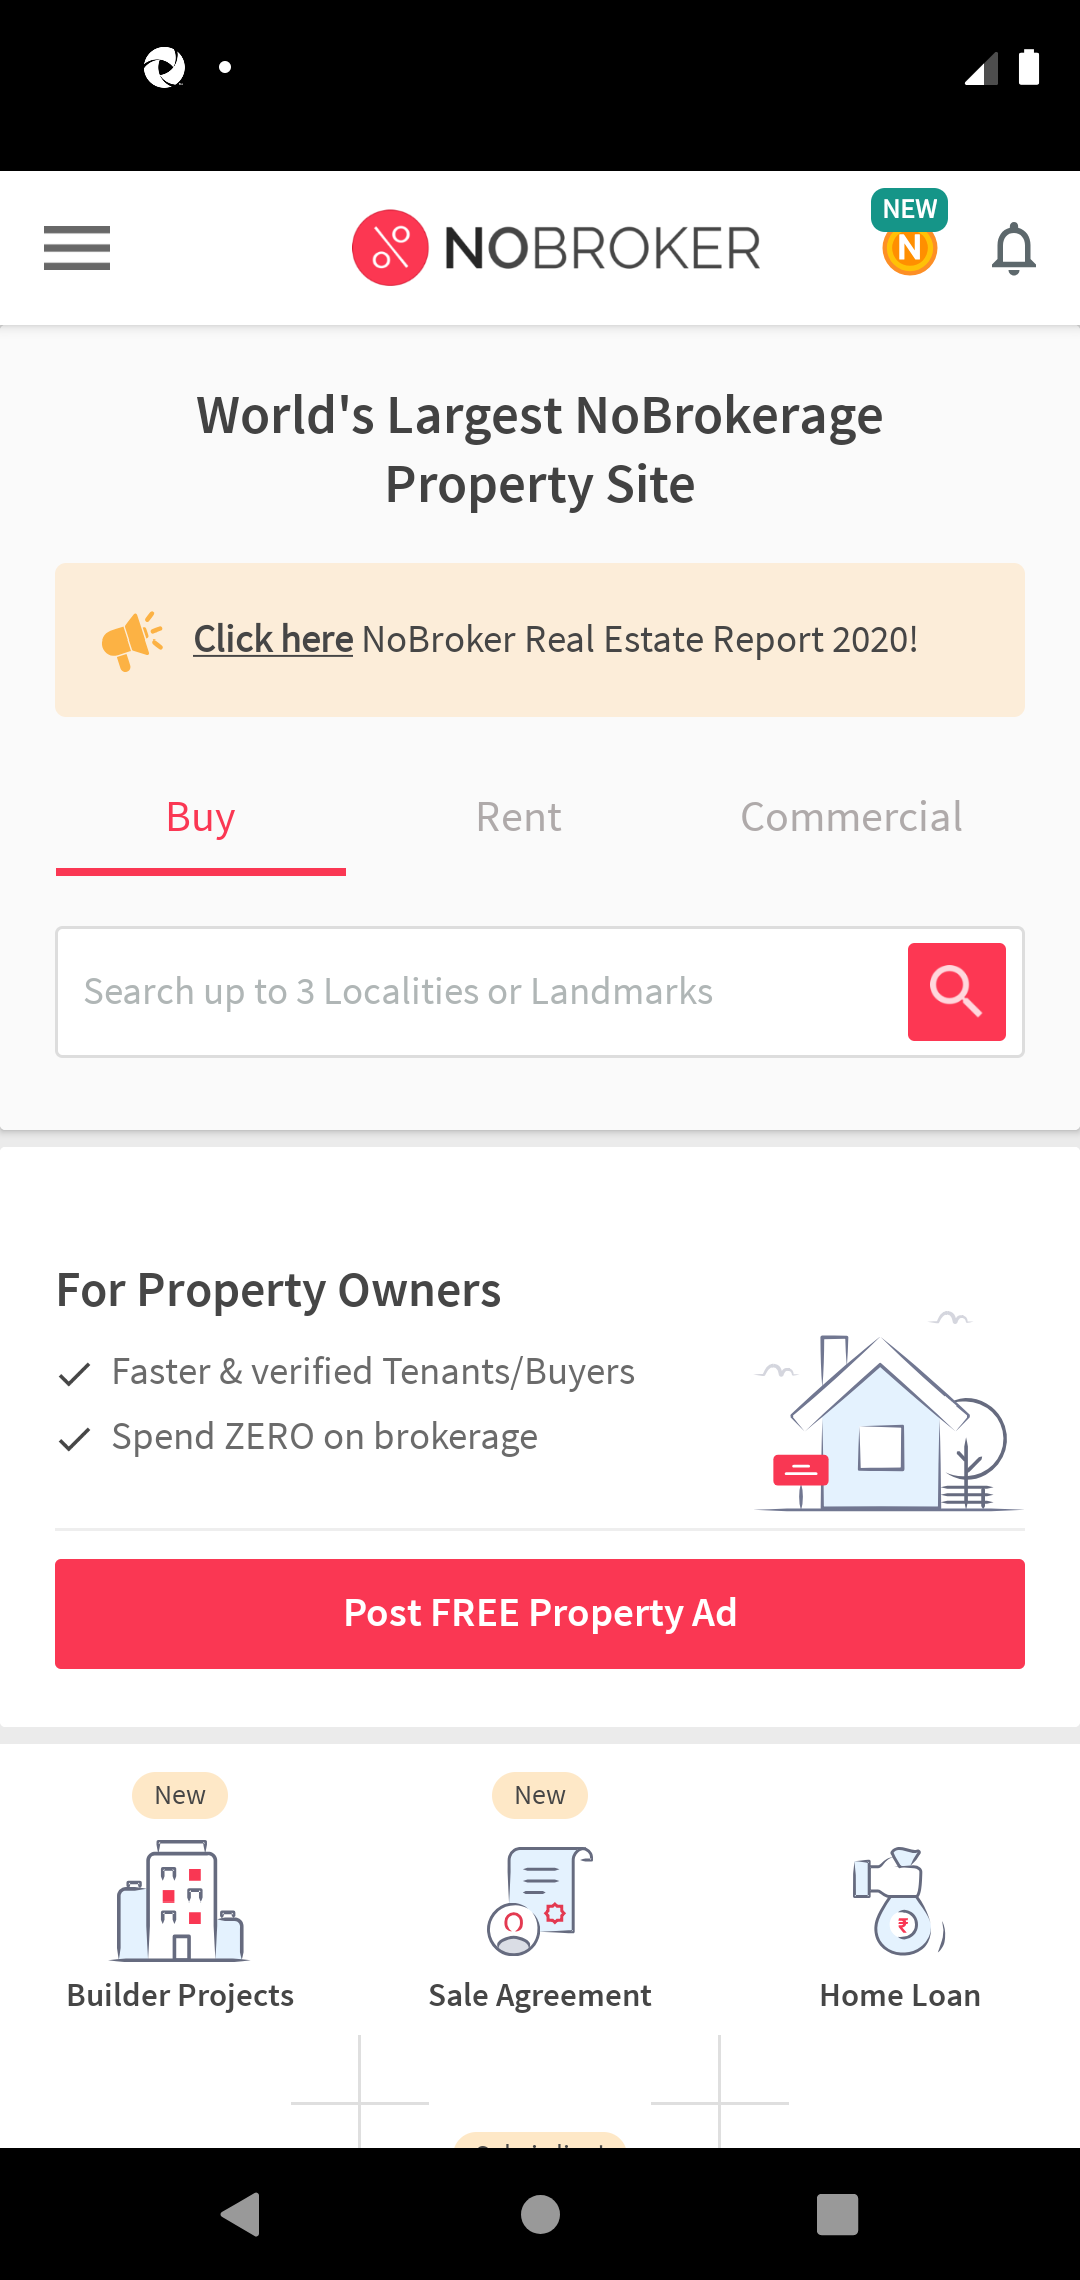 NEW
N
NOBROKER
World's Largest NoBrokerage
Property Site
Click here NoBroker Real Estate Report 2020!
Buy
Rent
Commercial
Search up to 3 Localities or Landmarks
For Property Owners
Faster & verified Tenants/Buyers
Spend ZERO on brokerage
Post FREE Property Ad
New
New
₹
Builder Projects
Sale Agreement
Home Loan